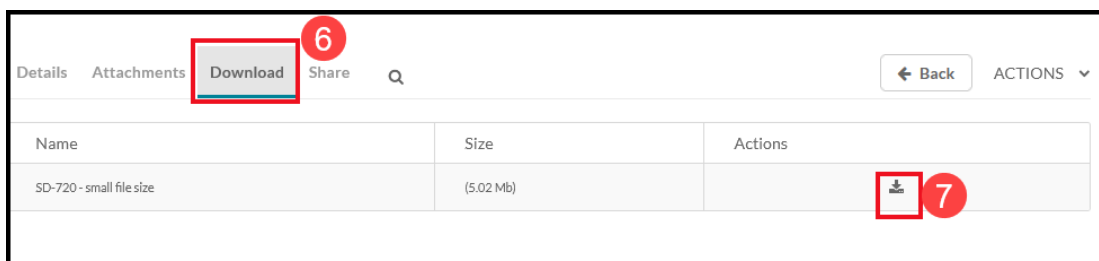 6
Details Attachments Download Share Back ACTIONS
Name Size Actions
SD-720 - small file size (5.02 Mb)
7